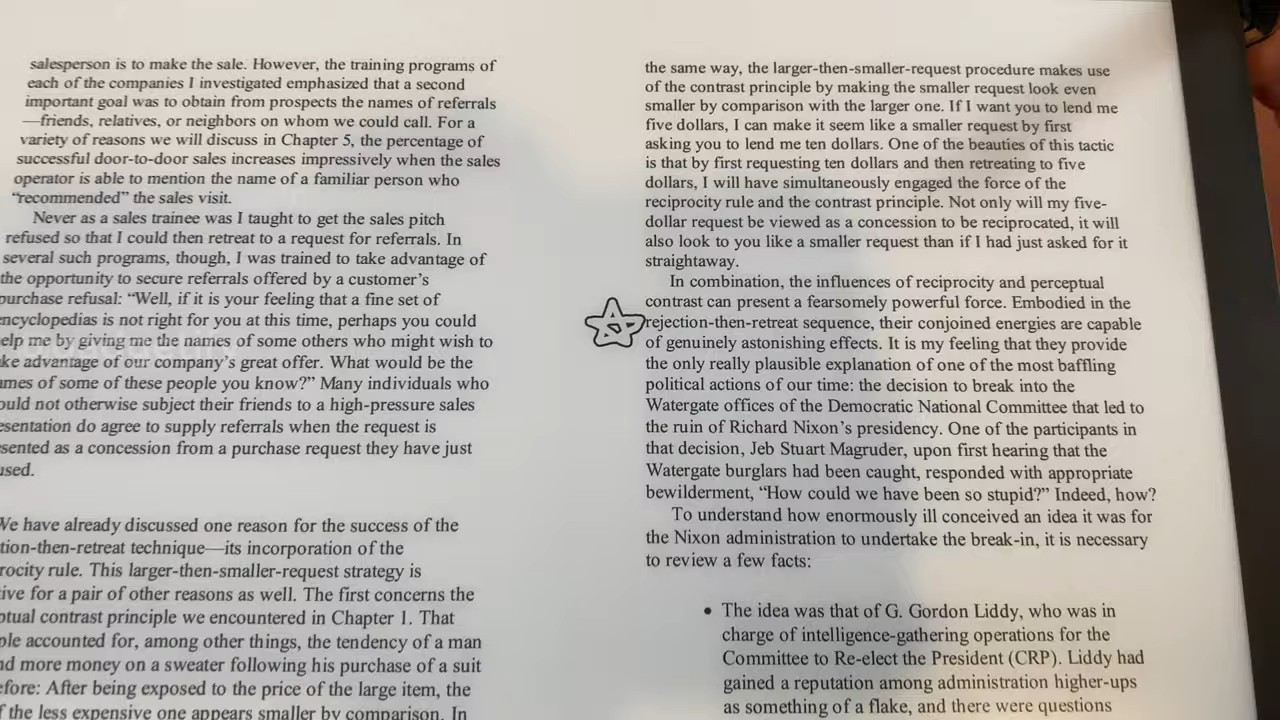 salesperson is to make the sale. However, the training programs of
each of the companies I investigated emphasized that a second
important goal was to obtain from prospects the names of referrals
—friends, relatives, or neighbors on whom we could call. For a
variety of reasons we will discuss in Chapter 5, the percentage of
successful door-to-door sales increases impressively when the sales
operator is able to mention the name of a familiar person who
“recommended” the sales visit.
Never as a sales trainee was I taught to get the sales pitch
refused so that I could then retreat to a request for referrals. In
several such programs, though, I was trained to take advantage of
the opportunity to secure referrals offered by a customer’s
purchase refusal: “Well, if it is your feeling that a fine set of
ncyclopedias is not right for you at this time, perhaps you could
elp me by giving me the names of some others who might wish to
ke advantage of our company’s great offer. What would be the
mes of some of these people you know?” Many individuals who
ould not otherwise subject their friends to a high-pressure sales
esentation do agree to supply referrals when the request is
sented as a concession from a purchase request they have just
used.
We have already discussed one reason for the success of the
tion-then-retreat technique—its incorporation of the
rocity rule. This larger-then-smaller-request strategy is
ive for a pair of other reasons as well. The first concerns the
ptual contrast principle we encountered in Chapter 1. That
ple accounted for, among other things, the tendency of a man
nd more money on a sweater following his purchase of a suit
efore: After being exposed to the price of the large item, the
f the less expensive one appears smaller by comparison. In
the same way, the larger-then-smaller-request procedure makes use
of the contrast principle by making the smaller request look even
smaller by comparison with the larger one. If I want you to lend me
five dollars, I can make it seem like a smaller request by first
asking you to lend me ten dollars. One of the beauties of this tactic
is that by first requesting ten dollars and then retreating to five
dollars, I will have simultaneously engaged the force of the
reciprocity rule and the contrast principle. Not only will my five-
dollar request be viewed as a concession to be reciprocated, it will
also look to you like a smaller request than if I had just asked for it
straightaway.
In combination, the influences of reciprocity and perceptual
contrast can present a fearsomely powerful force. Embodied in the
rejection-then-retreat sequence, their conjoined energies are capable
of genuinely astonishing effects. It is my feeling that they provide
the only really plausible explanation of one of the most baffling
political actions of our time: the decision to break into the
Watergate offices of the Democratic National Committee that led to
the ruin of Richard Nixon’s presidency. One of the participants in
that decision, Jeb Stuart Magruder, upon first hearing that the
Watergate burglars had been caught, responded with appropriate
bewilderment, “How could we have been so stupid?” Indeed, how?
To understand how enormously ill conceived an idea it was for
the Nixon administration to undertake the break-in, it is necessary
to review a few facts:
• The idea was that of G. Gordon Liddy, who was in
charge of intelligence-gathering operations for the
Committee to Re-elect the President (CRP). Liddy had
gained a reputation among administration higher-ups
as something of a flake, and there were questions